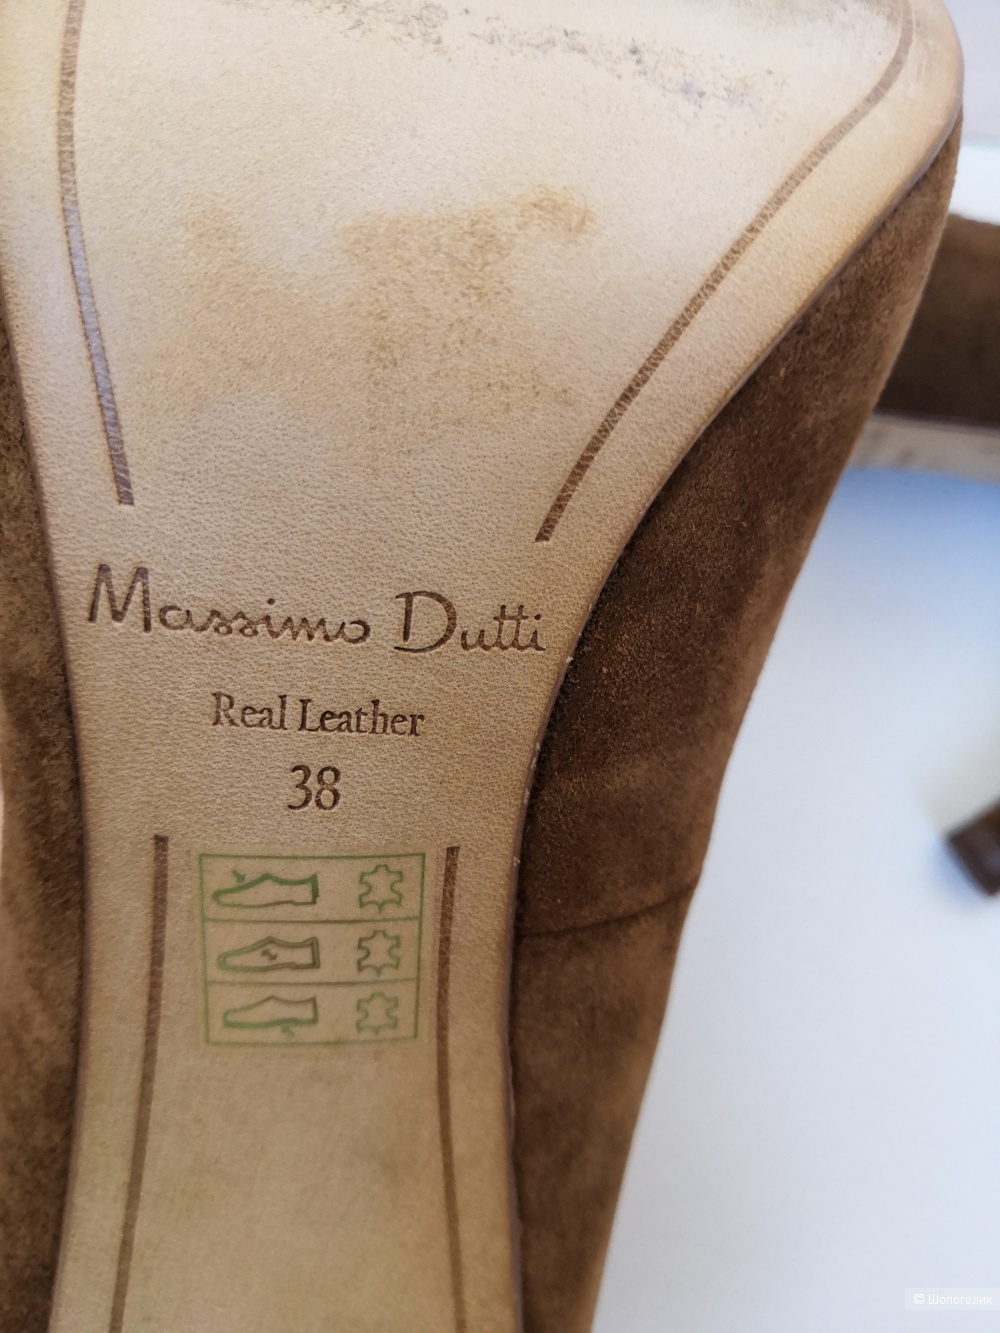 Massimo Dutti
Real Leather
38
© Шопоголик